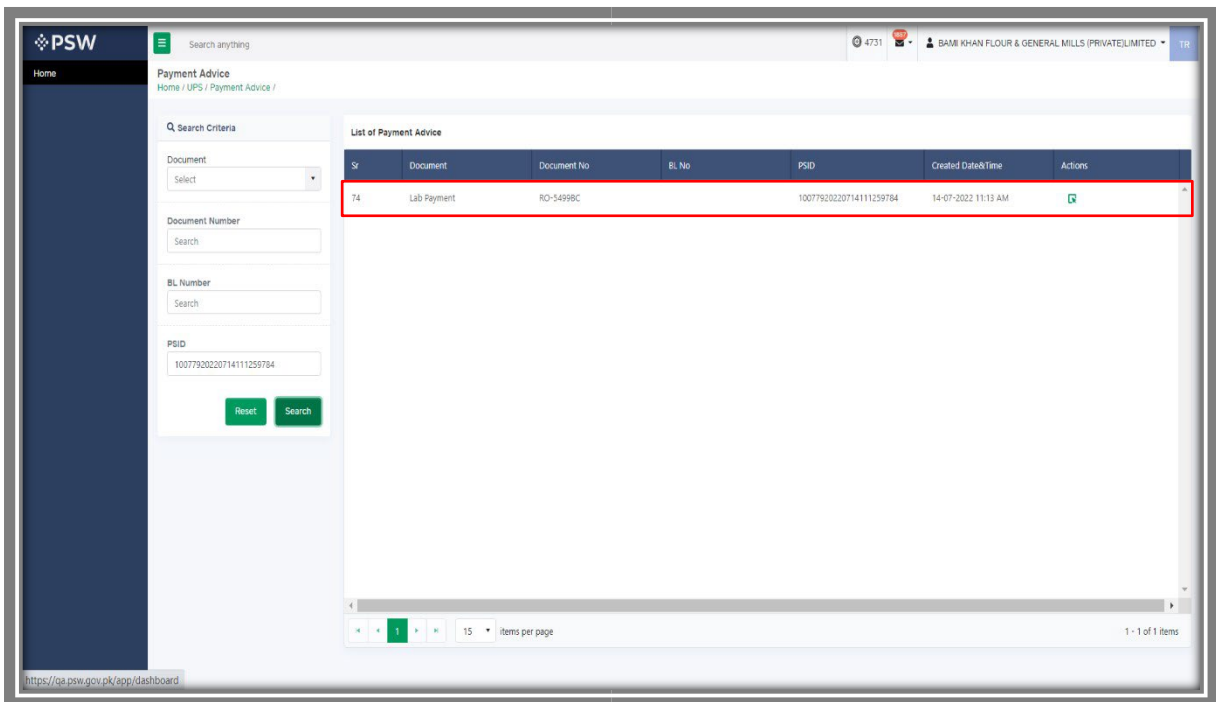 PSW
Search anything
4731
BAMI KHAN FLOUR & GENERAL MILLS (PRIVATE)LIMITED
TR
Home
Payment Advice
Home / UPS / Payment Advice /
Search Criteria
Document
Select
Document Number
Search
BL Number
Search
PSID
10077920220714111259784
Reset Search
List of Payment Advice
Sr Document Document No BL No PSID Created Date&Time Actions
74 Lab Payment RO-54998C 10077920220714111259784 14-07-2022 11:13 AM
1 15 items per page 1 - 1 of 1 items
https://qa.psw.gov.pk/app/dashboard